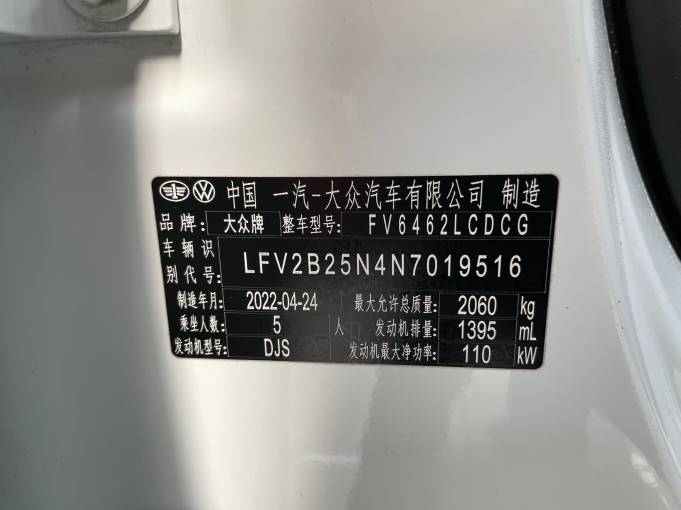 中国 一汽-大众汽车有限公司 制造
品牌: 大众牌 整车型号: FV6462LCDCG
车辆识别代号: LFV2B25N4N7019516
制造年月: 2022-04-24 最大允许总质量: 2060 kg
乘坐人数: 5 人 发动机排量: 1395 mL
发动机型号: DJS 发动机最大净功率: 110 kW